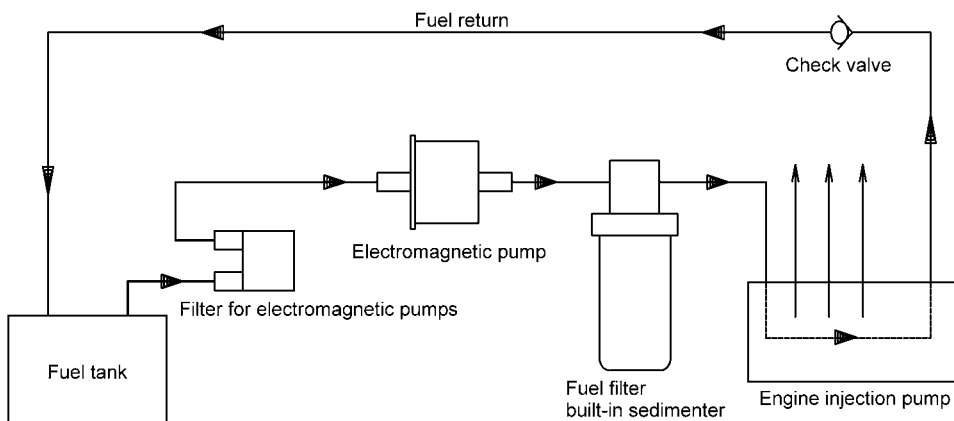 Fuel return
Check valve
Electromagnetic pump
Filter for electromagnetic pumps
Fuel tank
Fuel filter
built-in sedimenter
Engine injection pump